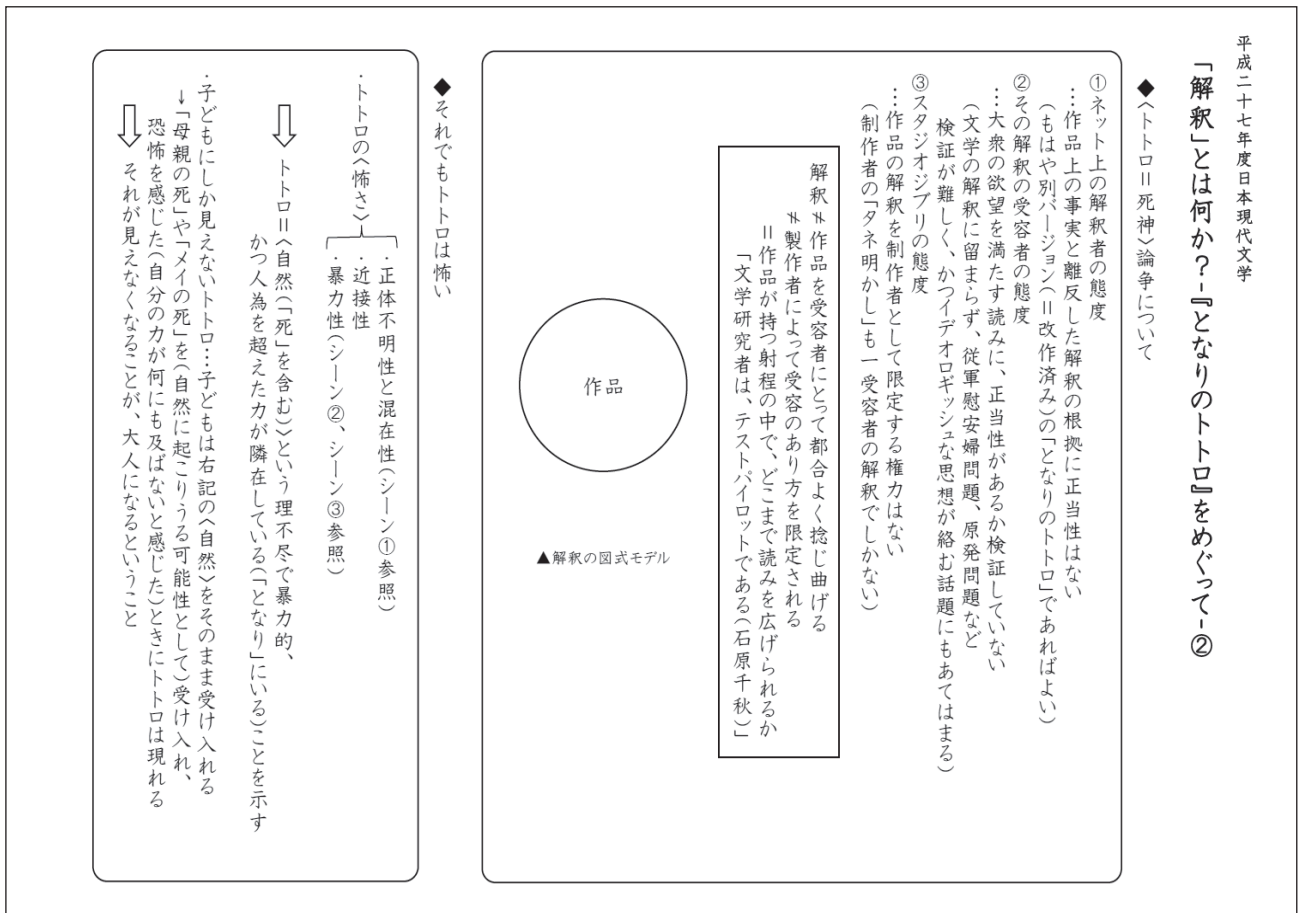 平成二十七年度日本現代文学
「解釈」とは何か？-『となりのトトロ』をめぐって-②
◆〈トトロ＝死神〉論争について
①ネット上の解釈者の態度
…作品上の事実と離反した解釈の根拠に正当性はない
（もはや別バージョン（＝改作済み）の「となりのトトロ」であればよい）
②その解釈の受容者の態度
…大衆の欲望を満たす読みに、正当性があるか検証していない
（文学の解釈に留まらず、従軍慰安婦問題、原発問題など
検証が難しく、かつイデオロギッシュな思想が絡む話題にもあてはまる）
③スタジオジブリの態度
…作品の解釈を制作者として限定する権力はない
（制作者の「タネ明かし」も一受容者の解釈でしかない）
解釈≠作品を受容者にとって都合よく捻じ曲げる
≠製作者によって受容のあり方を限定される
＝作品が持つ射程の中で、どこまで読みを広げられるか
「文学研究者は、テストパイロットである（石原千秋）」
作品
▲解釈の図式モデル
◆それでもトトロは怖い
・トトロの〈怖さ〉
・正体不明性と混在性（シーン①参照）
・近接性
・暴力性（シーン②、シーン③参照）
⇩ トトロ＝〈自然（「死」を含む）〉という理不尽で暴力的、
かつ人為を超えた力が隣在している（「となり」にいる）ことを示す
・子どもにしか見えないトトロ…子どもは右記の〈自然〉をそのまま受け入れる
→「母親の死」や「メイの死」を（自然に起こりうる可能性として）受け入れ、
恐怖を感じた（自分の力が何にも及ばないと感じた）ときにトトロは現れる
⇩ それが見えなくなることが、大人になるということ